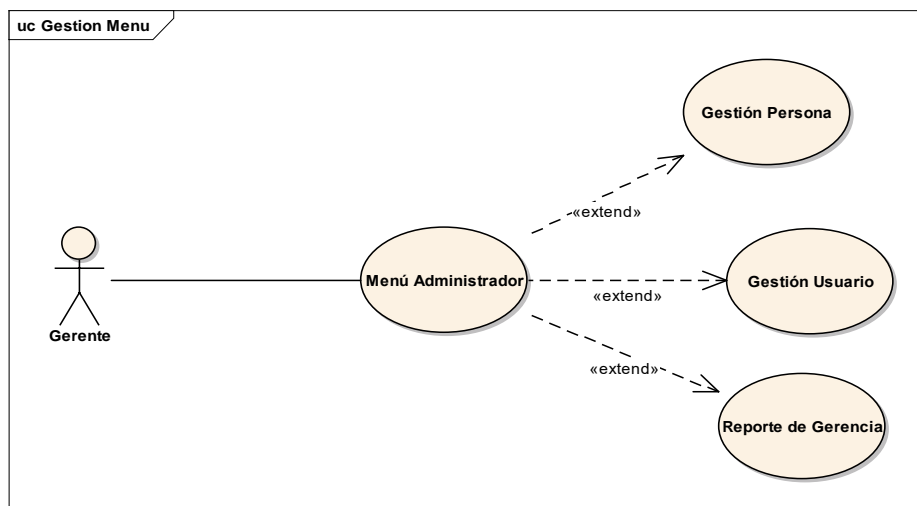 uc Gestion Menu
Gestión Persona
«extend»
Menú Administrador
Gestión Usuario
«extend»
Gerente
«extend»
Reporte de Gerencia